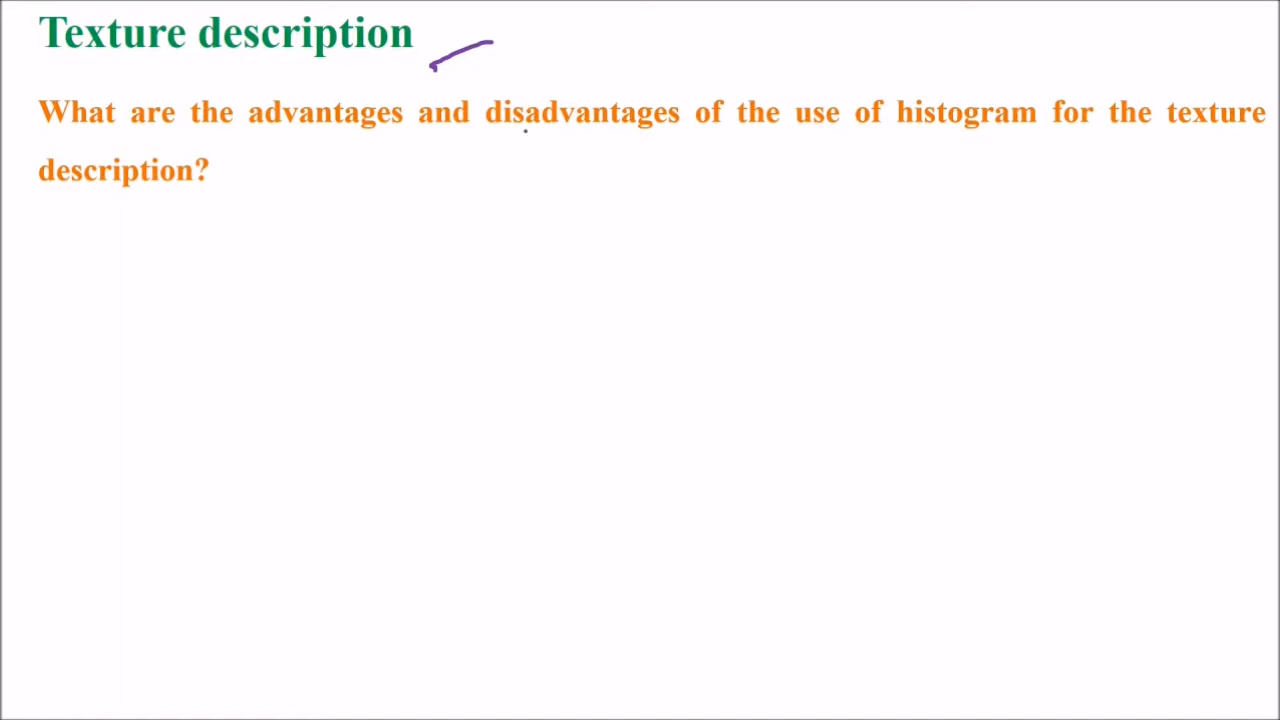 Texture description
What are the advantages and disadvantages of the use of histogram for the texture
description?